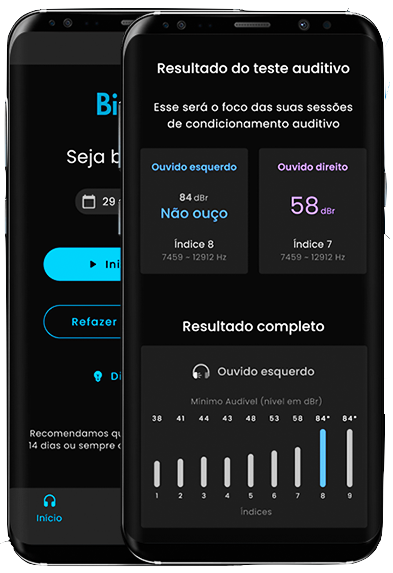 Bi
Seja b
29
Ini
Refazer
Di
Recomendamos qu
14 dias ou sempre
Início
Resultado do teste auditivo
Esse será o foco das suas sessões
de condicionamento auditivo
Ouvido esquerdo
84 dBr
Não ouço
Índice 8
7459 - 12912 Hz
Ouvido direito
58 dBr
Índice 7
7459 - 12912 Hz
Resultado completo
Ouvido esquerdo
Mínimo Audível (nível em dBr)
38 41 44 43 48 53 58 84* 84*
1 2 3 4 5 6 7 8 9
Índices